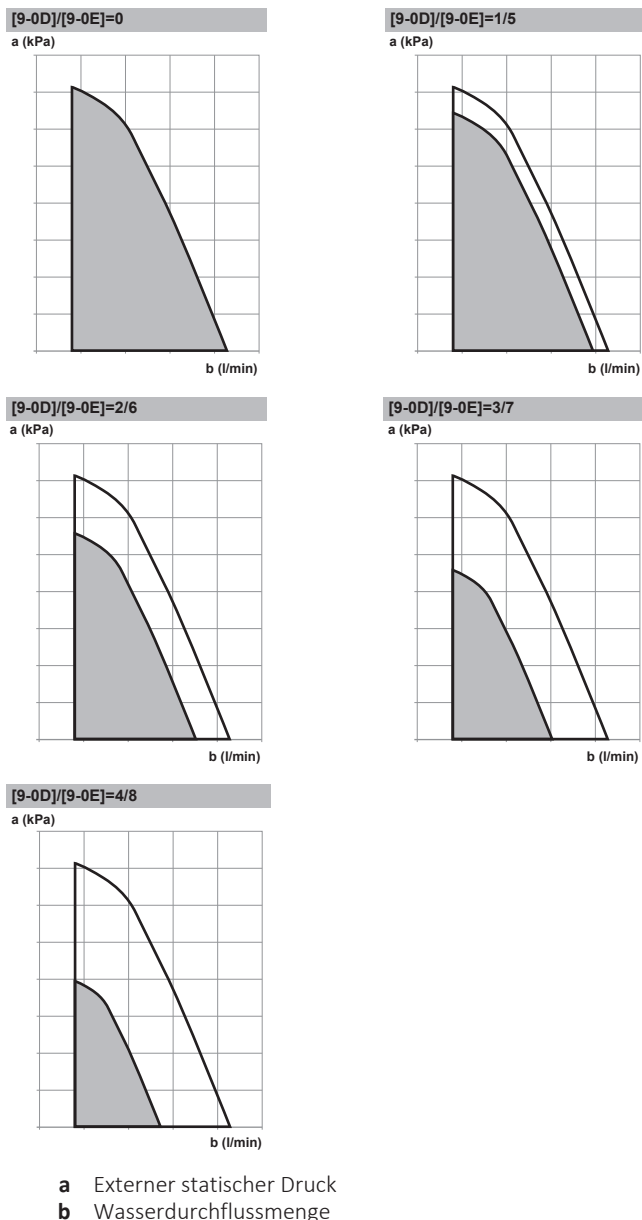 [9-0D]/[9-0E]=0
a (kPa)
b (l/min)
[9-0D]/[9-0E]=1/5
a (kPa)
b (l/min)
[9-0D]/[9-0E]=2/6
a (kPa)
b (l/min)
[9-0D]/[9-0E]=3/7
a (kPa)
b (l/min)
[9-0D]/[9-0E]=4/8
a (kPa)
b (l/min)
a Externer statischer Druck
b Wasserdurchflussmenge